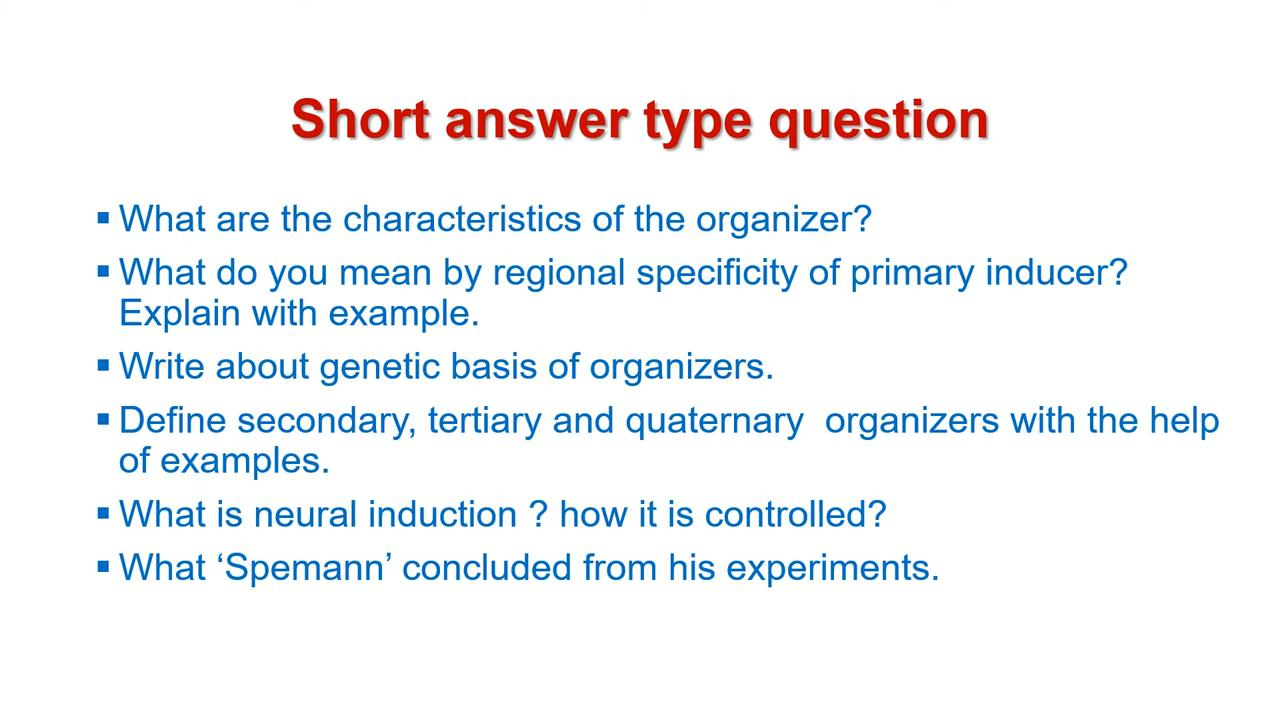 Short answer type question
▪ What are the characteristics of the organizer?
▪ What do you mean by regional specificity of primary inducer?
Explain with example.
▪ Write about genetic basis of organizers.
▪ Define secondary, tertiary and quaternary  organizers with the help
of examples.
▪ What is neural induction ? how it is controlled?
▪ What ‘Spemann’ concluded from his experiments.